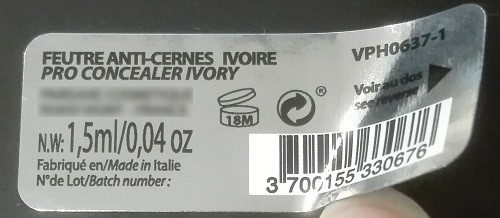 FEUTRE ANTI-CERNES IVOIRE
PRO CONCEALER IVORY
N.W: 1,5ml/0,04 oz
Fabriqué en/Made in Italie
N°de Lot/Batch number:
18M
®
VPH0637-1
Voir au dos
see reverse
3 700155 330676